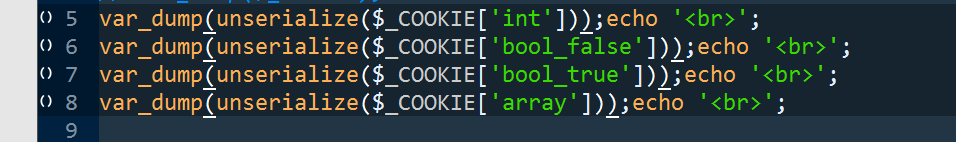 5 var_dump(unserialize($_COOKIE['int']));echo '<br>';
6 var_dump(unserialize($_COOKIE['bool_false']));echo '<br>';
7 var_dump(unserialize($_COOKIE['bool_true']));echo '<br>';
8 var_dump(unserialize($_COOKIE['array']));echo '<br>';
9